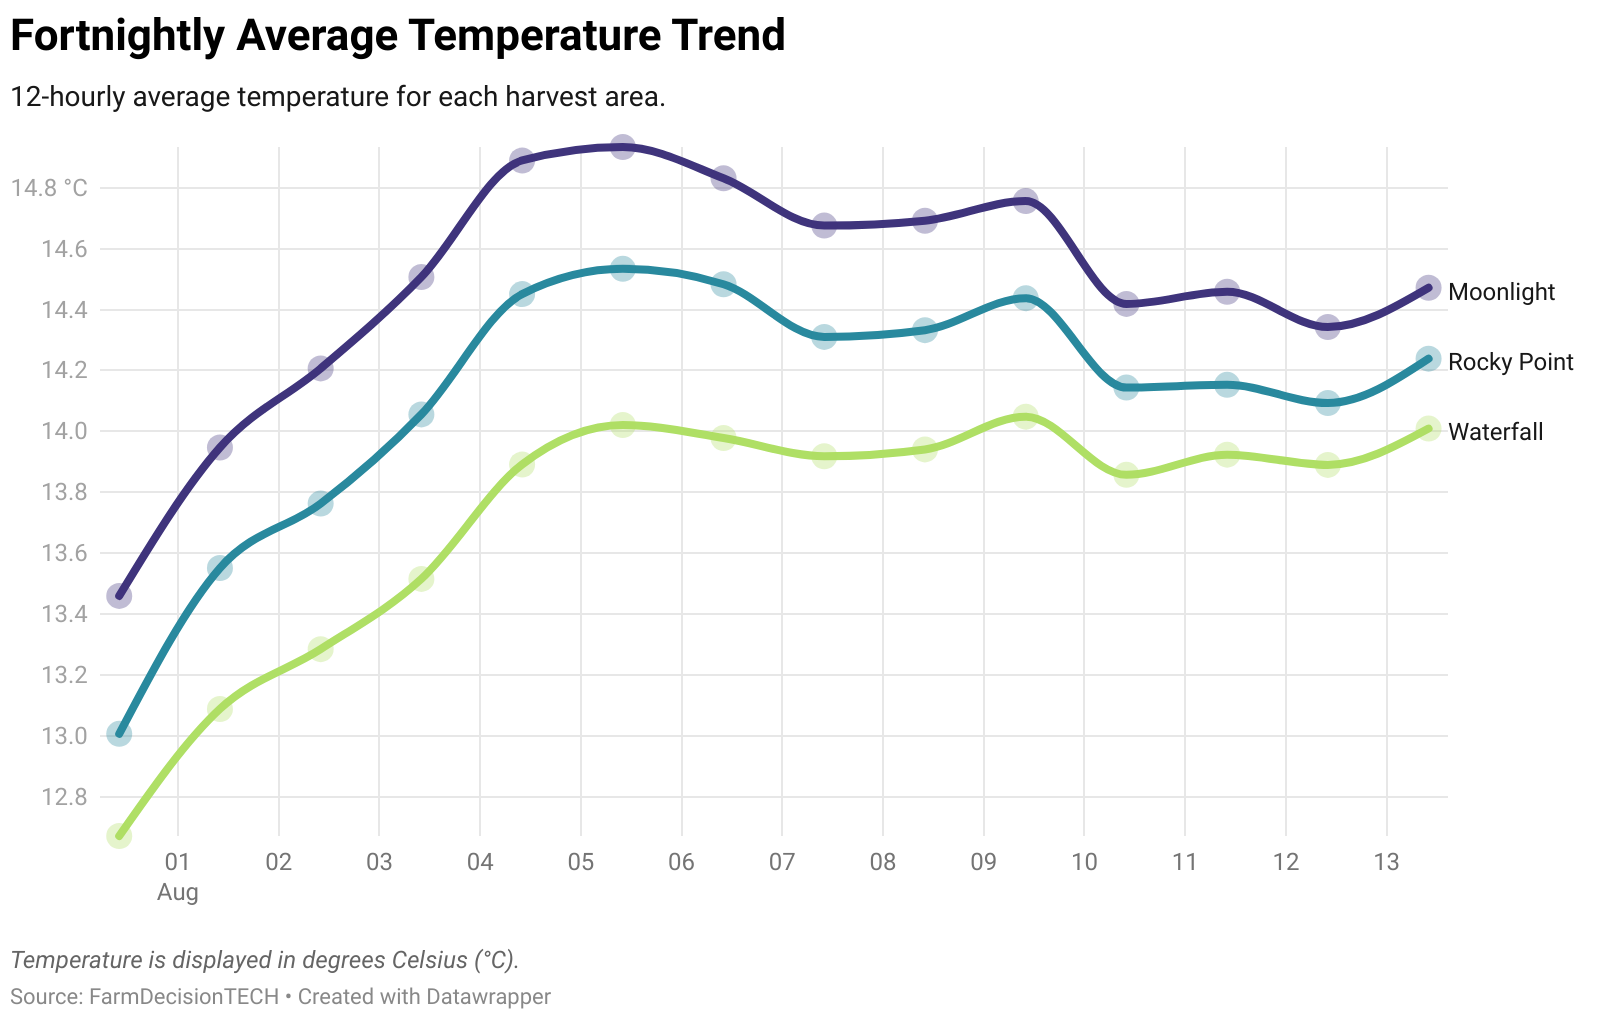 Fortnightly Average Temperature Trend
12-hourly average temperature for each harvest area.
14.8 °C
14.6
14.4
14.2
14.0
13.8
13.6
13.4
13.2
13.0
12.8
Moonlight
Rocky Point
Waterfall
01 02 03 04 05 06 07 08 09 10 11 12 13
Aug
Temperature is displayed in degrees Celsius (°C).
Source: FarmDecisionTECH • Created with Datawrapper